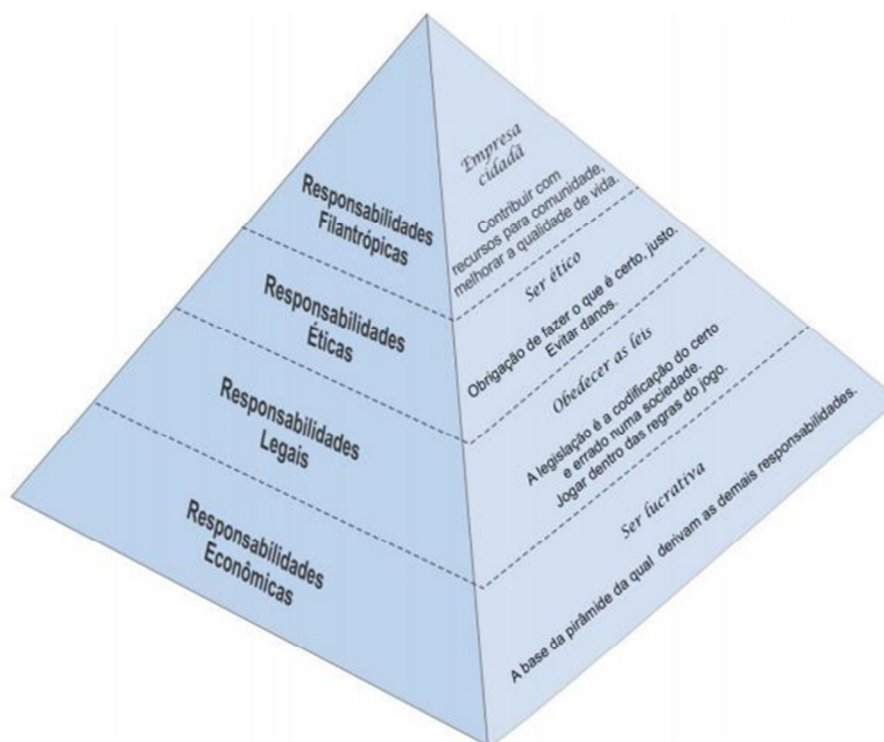 Responsabilidades
Filantrópicas
Empresa
cidadã
Contribuir com
recursos para comunidade,
melhorar a qualidade de vida.
Responsabilidades
Éticas
Ser ético
Obrigação de fazer o que é certo, justo.
Evitar danos.
Responsabilidades
Legais
Obedecer as leis
A legislação é a codificação do certo
e errado numa sociedade.
Jogar dentro das regras do jogo.
Responsabilidades
Econômicas
Ser lucrativa
A base da pirâmide da qual derivam as demais responsabilidades.